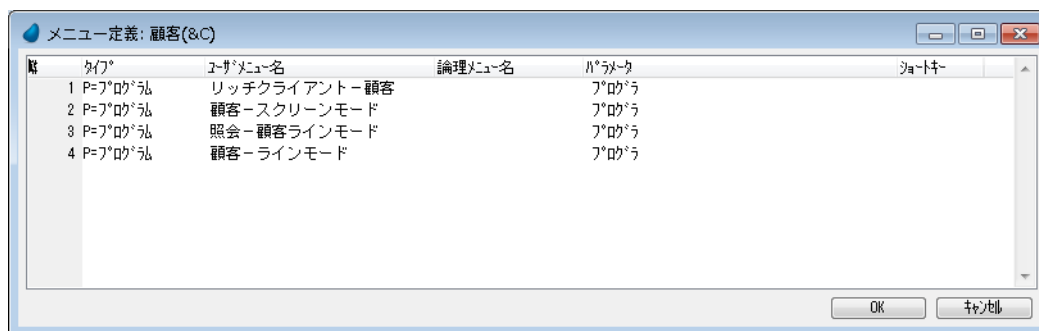 メニュー定義: 顧客(&C)
ﾀｲﾌﾟ ﾕｰｻﾞﾒﾆｭｰ名 論理ﾒﾆｭｰ名 ﾊﾟﾗﾒｰﾀ ｼｮｰﾄｷｰ
1 P=ﾌﾟﾛｸﾞﾗﾑ リッチクライアント－顧客 ﾌﾟﾛｸﾞﾗ
2 P=ﾌﾟﾛｸﾞﾗﾑ 顧客－スクリーンモード ﾌﾟﾛｸﾞﾗ
3 P=ﾌﾟﾛｸﾞﾗﾑ 照会－顧客ラインモード ﾌﾟﾛｸﾞﾗ
4 P=ﾌﾟﾛｸﾞﾗﾑ 顧客－ラインモード ﾌﾟﾛｸﾞﾗ
OK ｷｬﾝｾﾙ